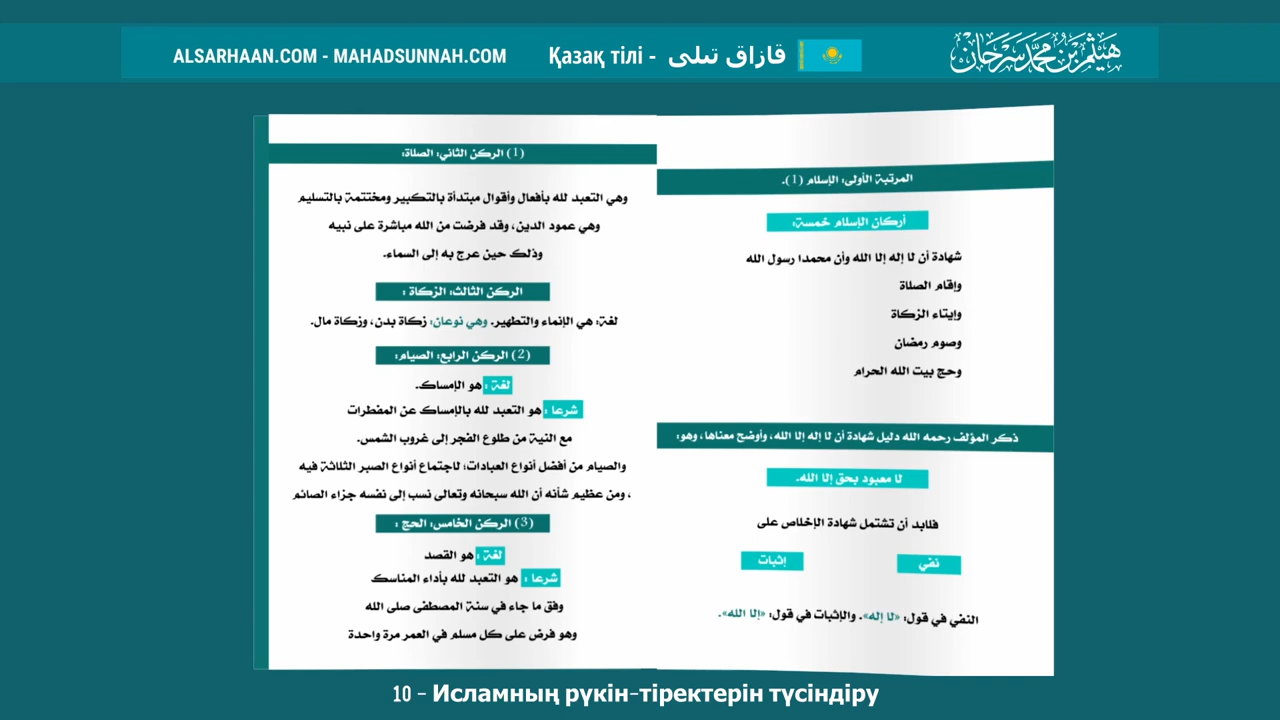 ALSARHAAN.COM - MAHADSUNNAH.COM
Қазақ тілі - قازاق تىلى
هيثم بن محمد سرحان
المرتبة الأولى: الإسلام (1).
أركان الإسلام خمسة:
شهادة أن لا إله إلا الله وأن محمدا رسول الله
وإقام الصلاة
وإيتاء الزكاة
وصوم رمضان
وحج بيت الله الحرام
ذكر المؤلف رحمه الله دليل شهادة أن لا إله إلا الله، وأوضح معناها، وهو:
لا معبود بحق إلا الله.
فلابد أن تشتمل شهادة الإخلاص على
نفي
إثبات
النفي في قول: «لا إله». والإثبات في قول: «إلا الله».
(1) الركن الثاني: الصلاة:
وهي التعبد لله بأفعال وأقوال مبتدأة بالتكبير ومختتمة بالتسليم
وهي عمود الدين، وقد فرضت من الله مباشرة على نبيه
وذلك حين عرج به إلى السماء.
الركن الثالث: الزكاة :
لغة: هي الإنماء والتطهير. وهي نوعان: زكاة بدن، وزكاة مال.
(2) الركن الرابع: الصيام:
لغة : هو الإمساك.
شرعا : هو التعبد لله بالإمساك عن المفطرات
مع النية من طلوع الفجر إلى غروب الشمس.
والصيام من أفضل أنواع العبادات؛ لاجتماع أنواع الصبر الثلاثة فيه
، ومن عظيم شأنه أن الله سبحانه وتعالى نسب إلى نفسه جزاء الصائم
(3) الركن الخامس: الحج :
لغة : هو القصد
شرعا : هو التعبد لله بأداء المناسك
وفق ما جاء في سنة المصطفى صلى الله
وهو فرض على كل مسلم في العمر مرة واحدة
10 - Исламның рүкін-тіректерін түсіндіру